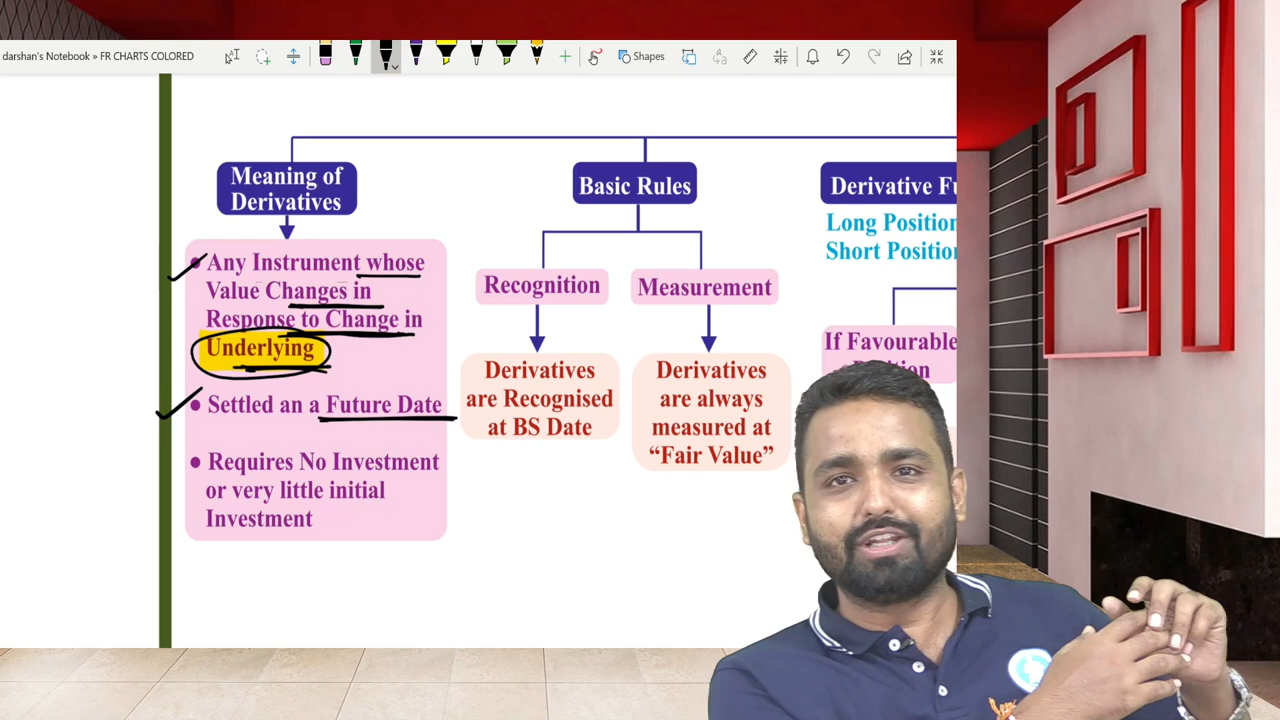 darshan's Notebook » FR CHARTS COLORED
Shapes
Meaning of
Derivatives
• Any Instrument whose
Value Changes in
Response to Change in
Underlying
• Settled an a Future Date
• Requires No Investment
or very little initial
Investment
Basic Rules
Recognition
Derivatives
are Recognised
at BS Date
Measurement
Derivatives
are always
measured at
“Fair Value”
Derivative Fu
Long Position
Short Position
If Favourable